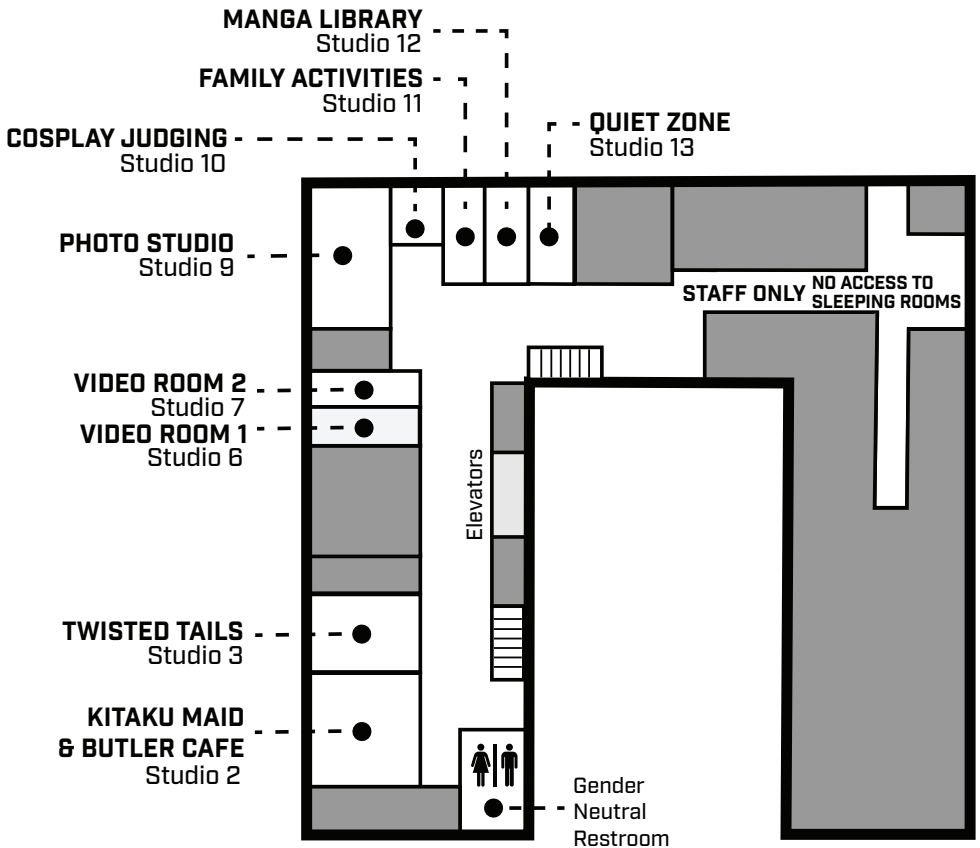 MANGA LIBRARY
Studio 12
FAMILY ACTIVITIES
Studio 11
COSPLAY JUDGING
Studio 10
QUIET ZONE
Studio 13
PHOTO STUDIO
Studio 9
STAFF ONLY
NO ACCESS TO
SLEEPING ROOMS
VIDEO ROOM 2
Studio 7
VIDEO ROOM 1
Studio 6
Elevators
TWISTED TAILS
Studio 3
KITAKU MAID
& BUTLER CAFE
Studio 2
Gender
Neutral
Restroom